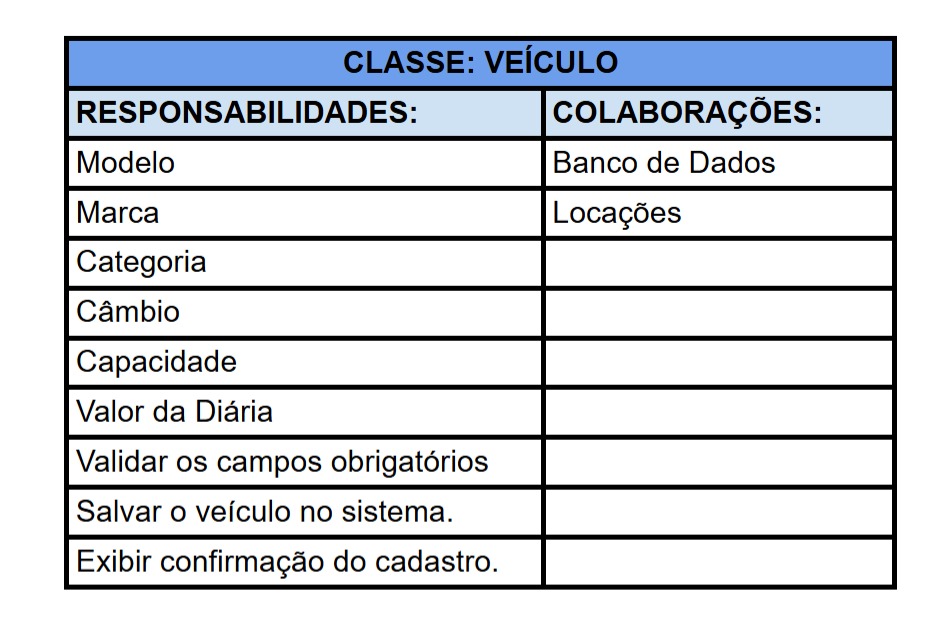 CLASSE: VEÍCULO
RESPONSABILIDADES: COLABORAÇÕES:
Modelo Banco de Dados
Marca Locações
Categoria
Câmbio
Capacidade
Valor da Diária
Validar os campos obrigatórios
Salvar o veículo no sistema.
Exibir confirmação do cadastro.